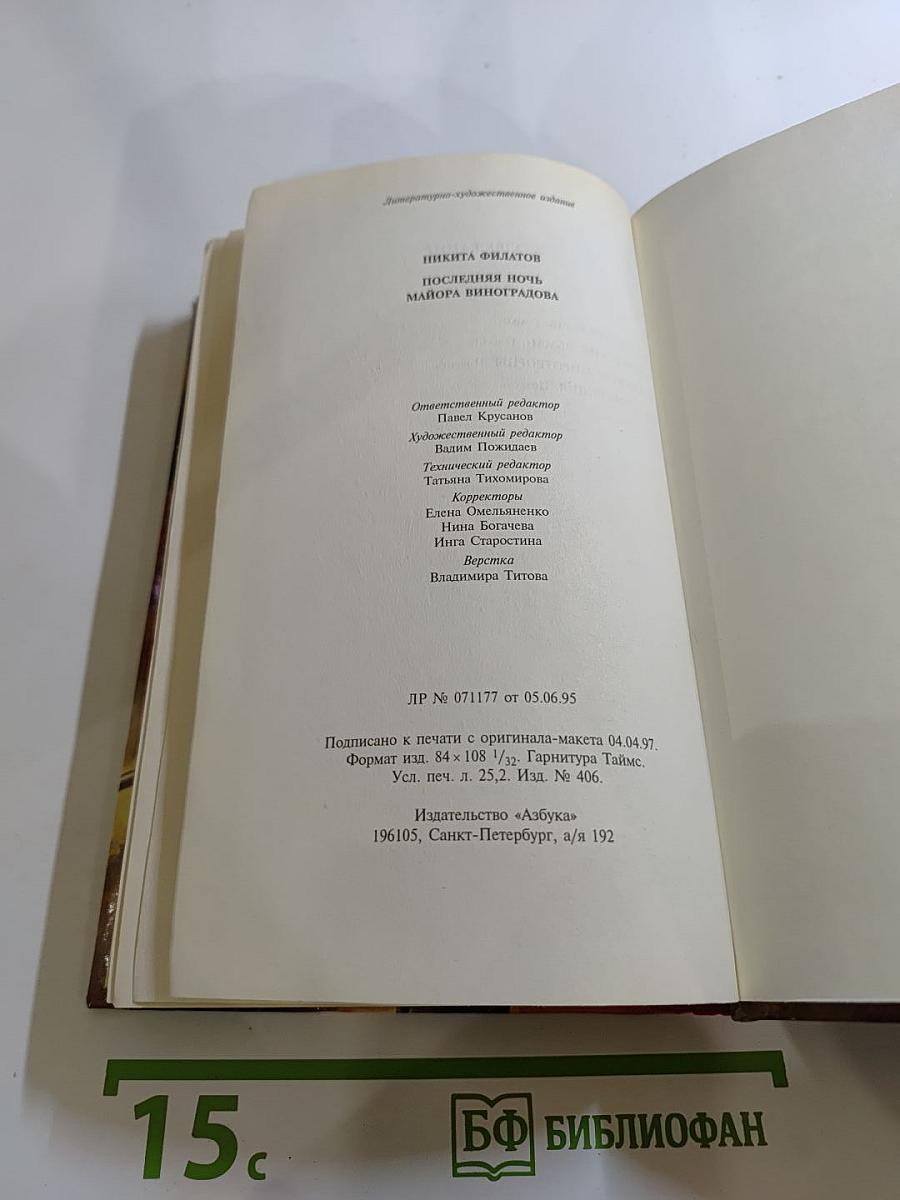 Литературно-художественное издание
НИКИТА ФИЛАТОВ
ПОСЛЕДНЯЯ НОЧЬ
МАЙОРА ВИНОГРАДОВА
Ответственный редактор
Павел Крусанов
Художественный редактор
Вадим Пожидаев
Технический редактор
Татьяна Тихомирова
Корректоры
Елена Омельяненко
Нина Богачева
Инга Старостина
Верстка
Владимира Титова
ЛР № 071177 от 05.06.95
Подписано к печати с оригинала-макета 04.04.97.
Формат изд. 84 × 108 1/32. Гарнитура Таймс.
Усл. печ. л. 25,2. Изд. № 406.
Издательство «Азбука»
196105, Санкт-Петербург, а/я 192
15 с
БФ БИБЛИОФАН